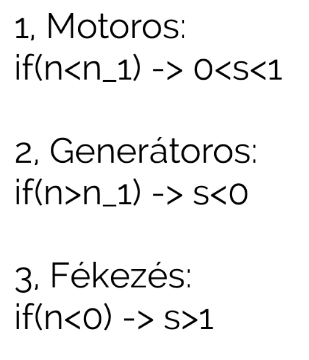 1, Motoros:
if(n<n_1) -> 0<s<1
2, Generátoros:
if(n>n_1) -> s<0
3, Fékezés:
if(n<0) -> s>1